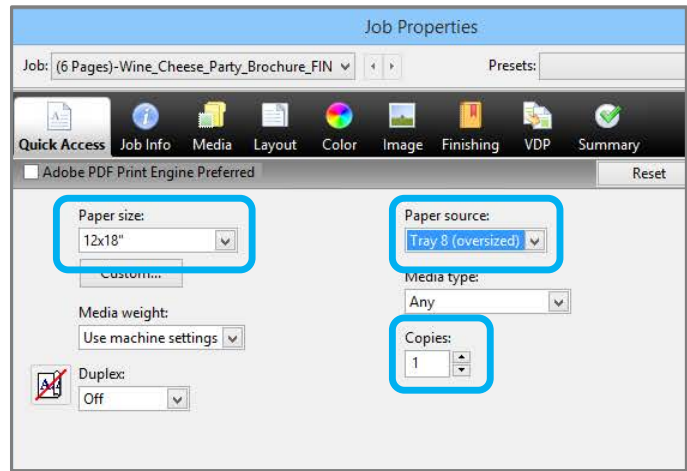 Job Properties
Job: (6 Pages)-Wine_Cheese_Party_Brochure_FIN Presets:
Quick Access Job Info Media Layout Color Image Finishing VDP Summary
Adobe PDF Print Engine Preferred Reset
Paper size: Paper source:
12x18" Tray 8 (oversized)
Custom... Media type:
Any
Media weight:
Use machine settings Copies:
1
Duplex:
Off